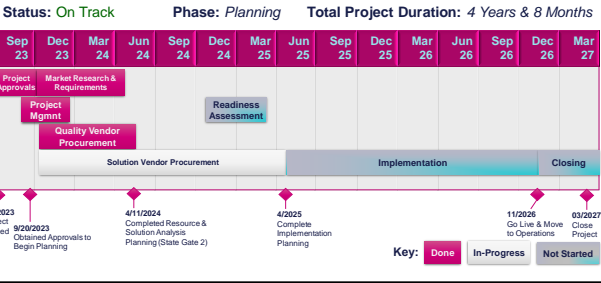 Status: On Track Phase: Planning Total Project Duration: 4 Years & 8 Months
Sep 23 Dec 23 Mar 24 Jun 24 Sep 24 Dec 24 Mar 25 Jun 25 Sep 25 Dec 25 Mar 26 Jun 26 Sep 26 Dec 26 Mar 27
Project Approvals
Market Research & Requirements
Project Mgmnt
Readiness Assessment
Quality Vendor Procurement
Solution Vendor Procurement
Implementation
Closing
9/20/2023
Obtained Approvals to
Begin Planning
4/11/2024
Completed Resource &
Solution Analysis
Planning (State Gate 2)
4/2025
Complete
Implementation
Planning
11/2026
Go Live & Move
to Operations
03/2027
Close
Project
Key: Done In-Progress Not Started